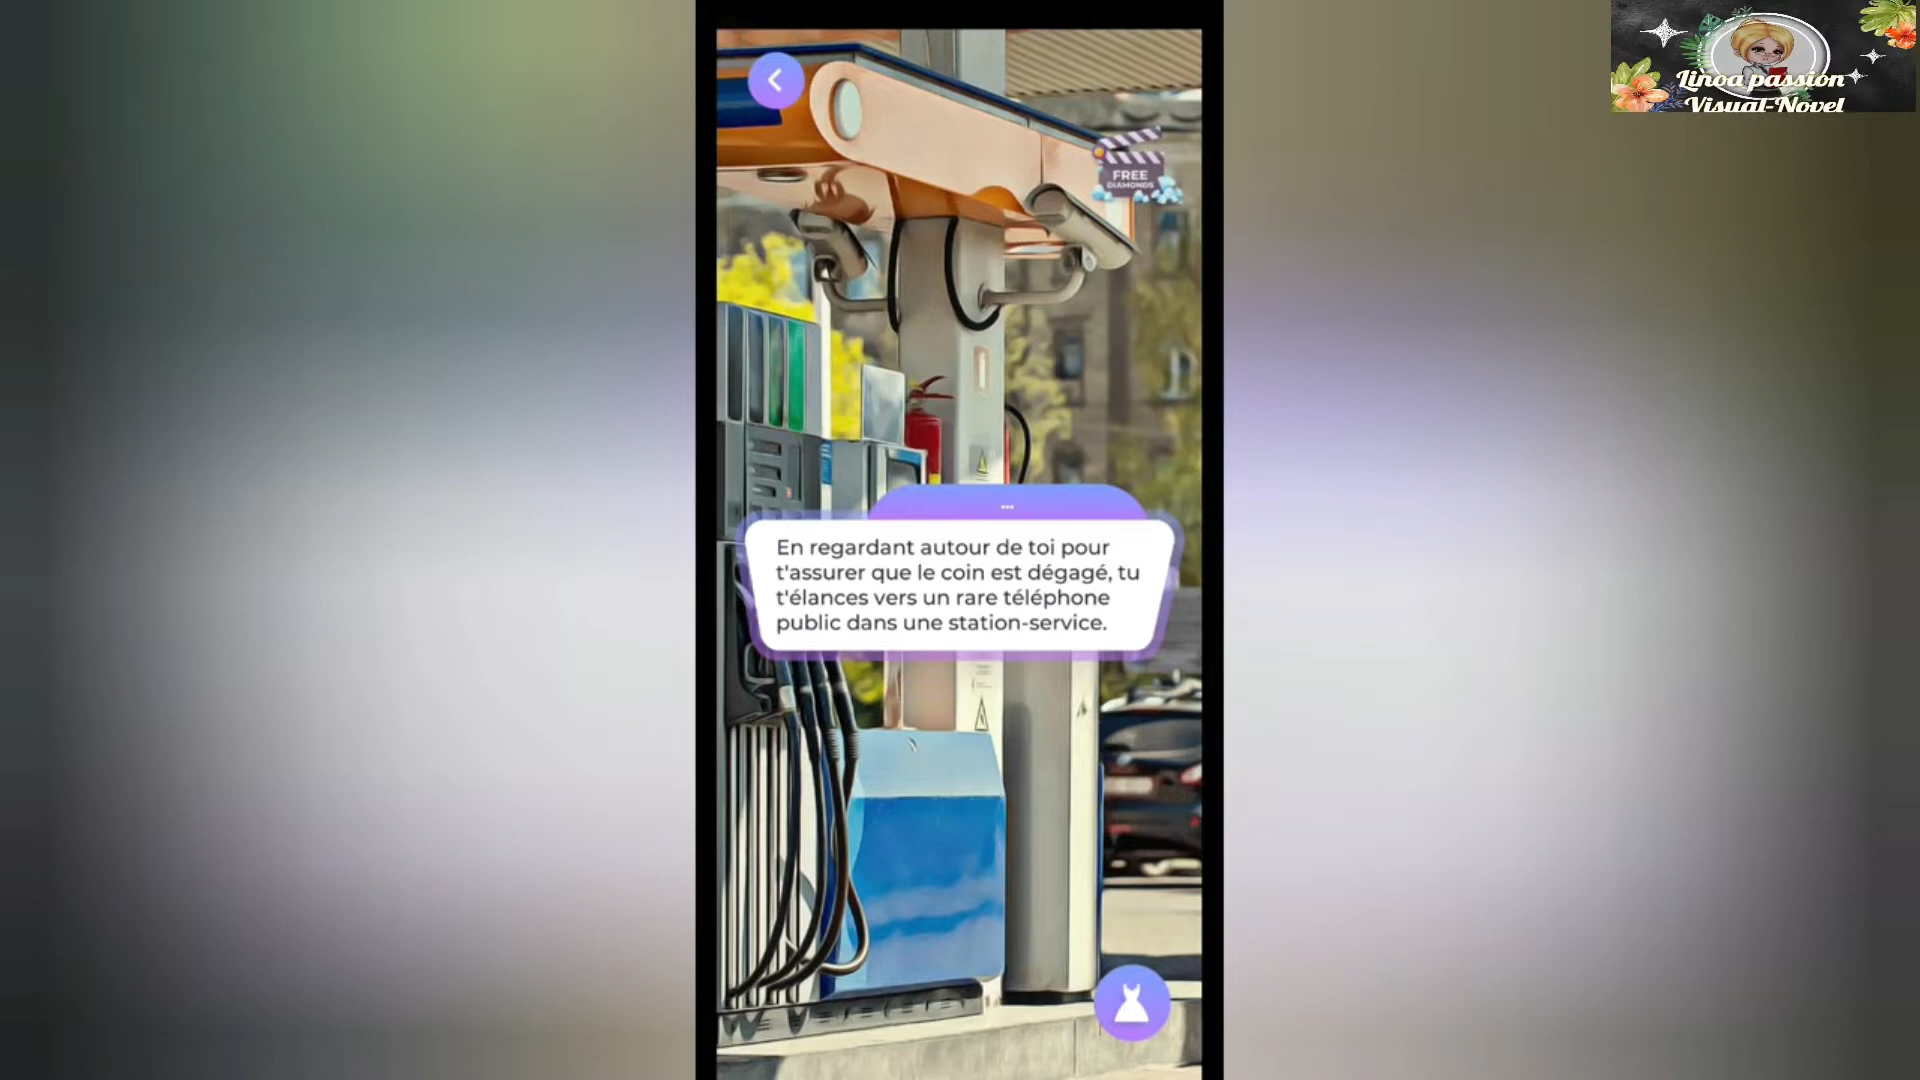 Linoa passion
Visual-Novel
FREE
DIAMONDS
...
En regardant autour de toi pour
t'assurer que le coin est dégagé, tu
t'élances vers un rare téléphone
public dans une station-service.